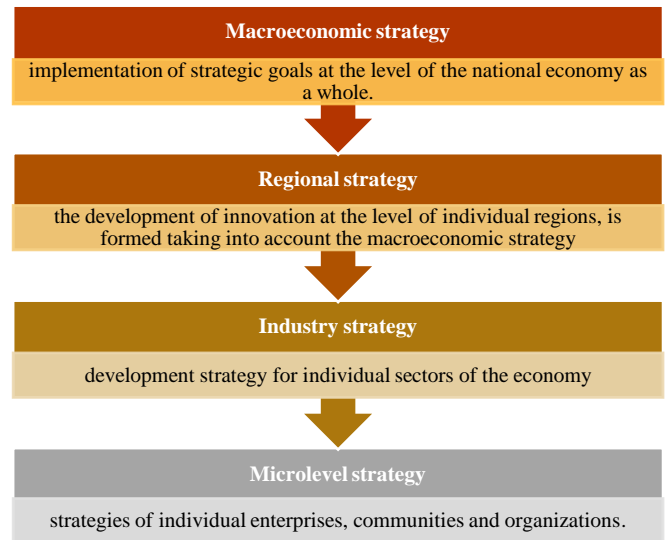 Macroeconomic strategy
implementation of strategic goals at the level of the national economy as
a whole.
Regional strategy
the development of innovation at the level of individual regions, is
formed taking into account the macroeconomic strategy
Industry strategy
development strategy for individual sectors of the economy
Microlevel strategy
strategies of individual enterprises, communities and organizations.